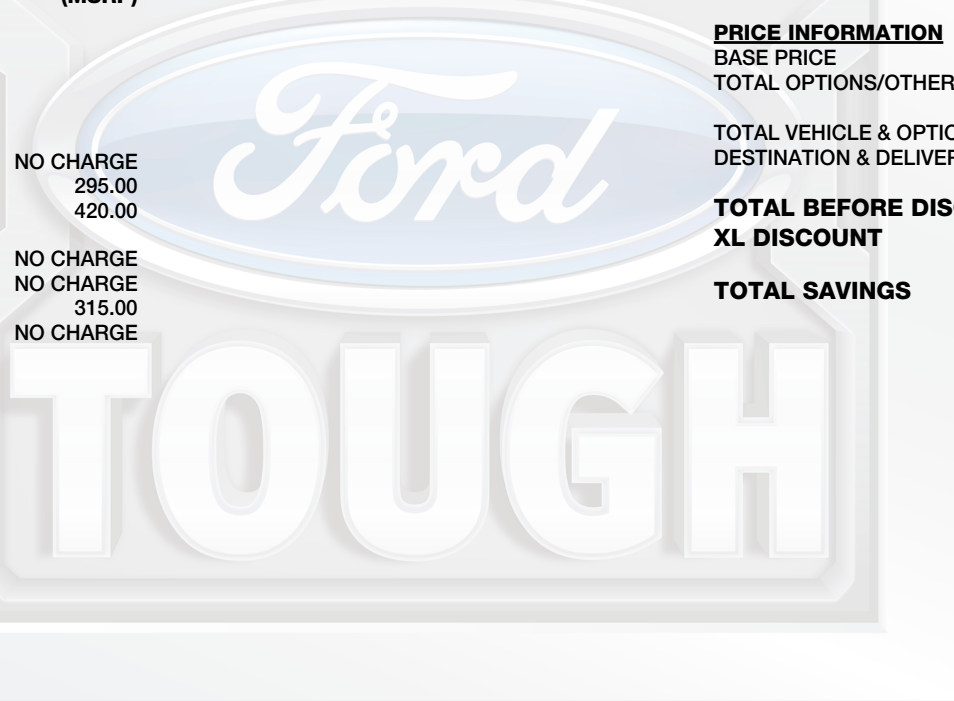 (MSRP)
NO CHARGE
295.00
420.00
NO CHARGE
NO CHARGE
315.00
NO CHARGE
PRICE INFORMATION
BASE PRICE
TOTAL OPTIONS/OTHER
TOTAL VEHICLE & OPTIO
DESTINATION & DELIVER
TOTAL BEFORE DISC
XL DISCOUNT
TOTAL SAVINGS
Ford
TOUGH